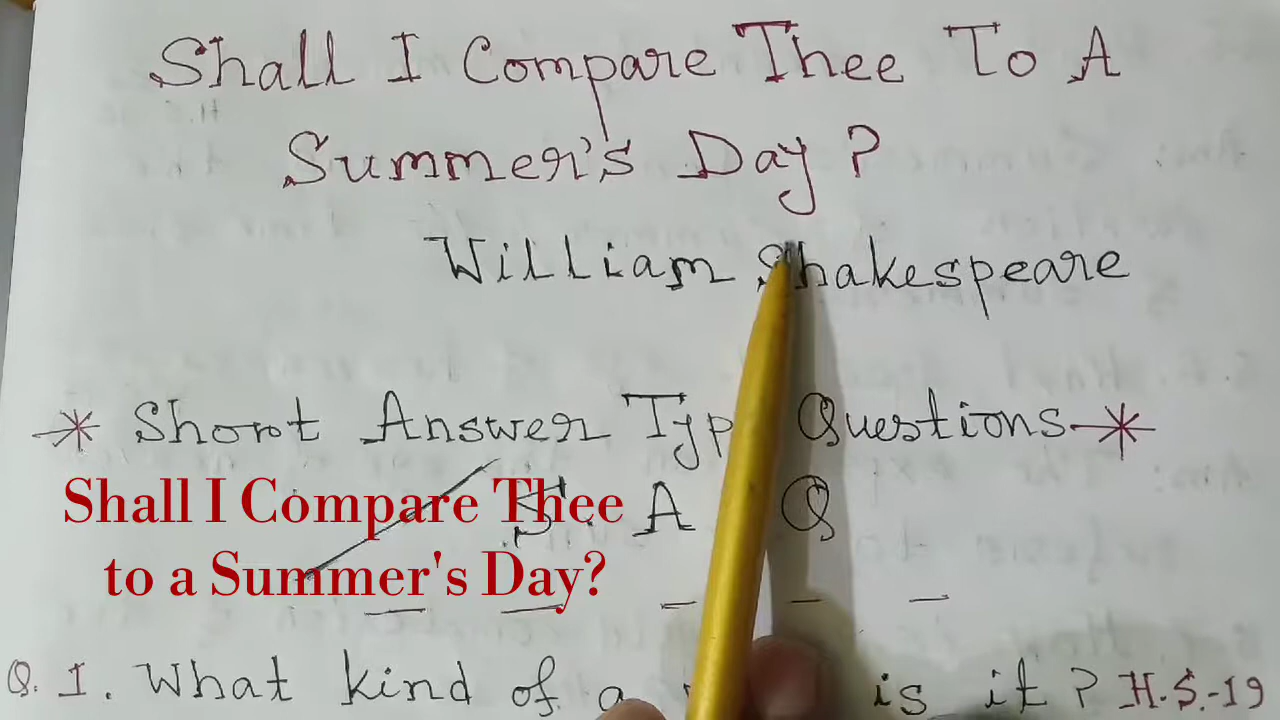 Shall I Compare Thee To A
Summer's Day ?
William Shakespeare
* Short Answer Type Questions *
S. A Q
Shall I Compare Thee
to a Summer's Day?
Q. 1. What kind of a is it ? H.S.-19